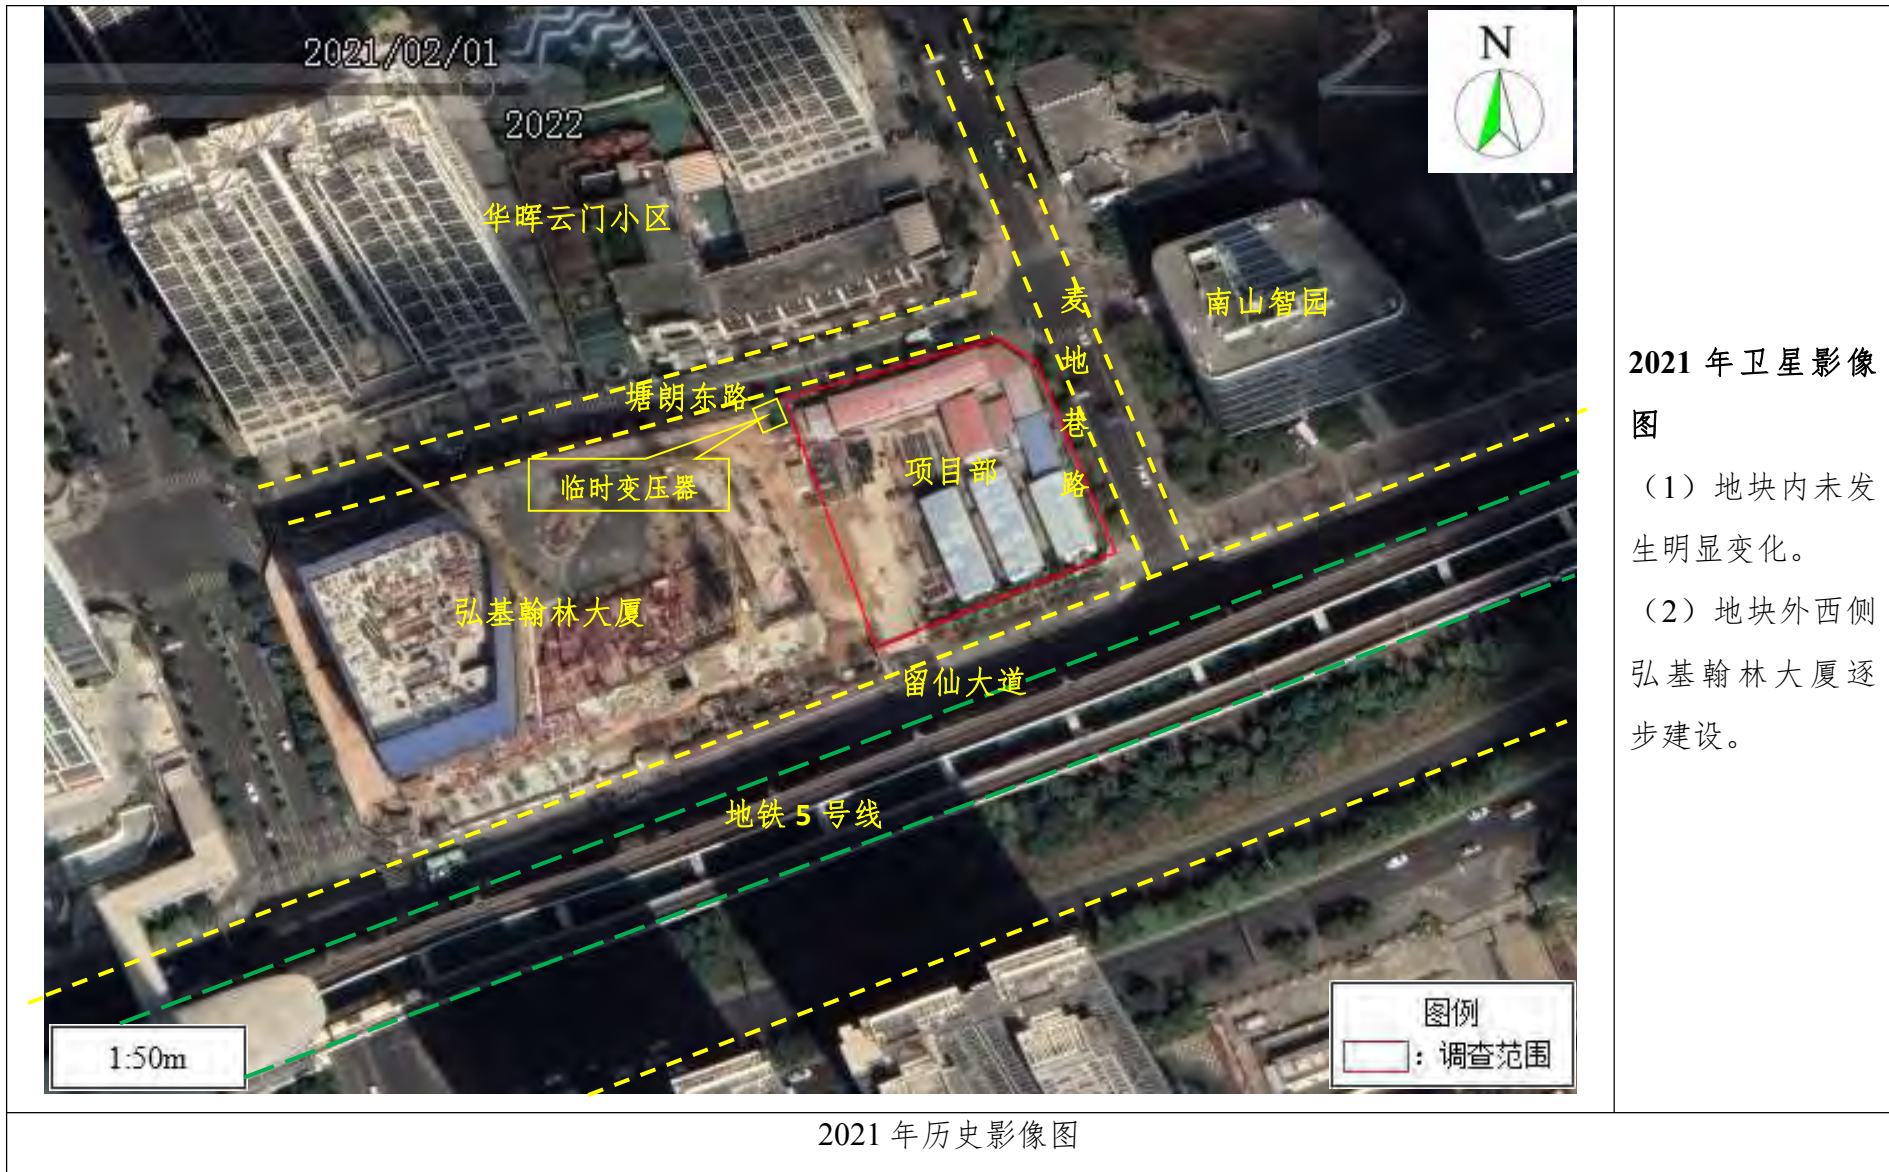 2021/02/01
2022
N
华晖云门小区
麦地巷路
南山智园
塘朗东路
临时变压器
项目部
弘基翰林大厦
留仙大道
地铁 5 号线
1:50m
图例
：调查范围
2021 年卫星影像
图
（1）地块内未发
生明显变化。
（2）地块外西侧
弘基翰林大厦逐
步建设。
2021 年历史影像图